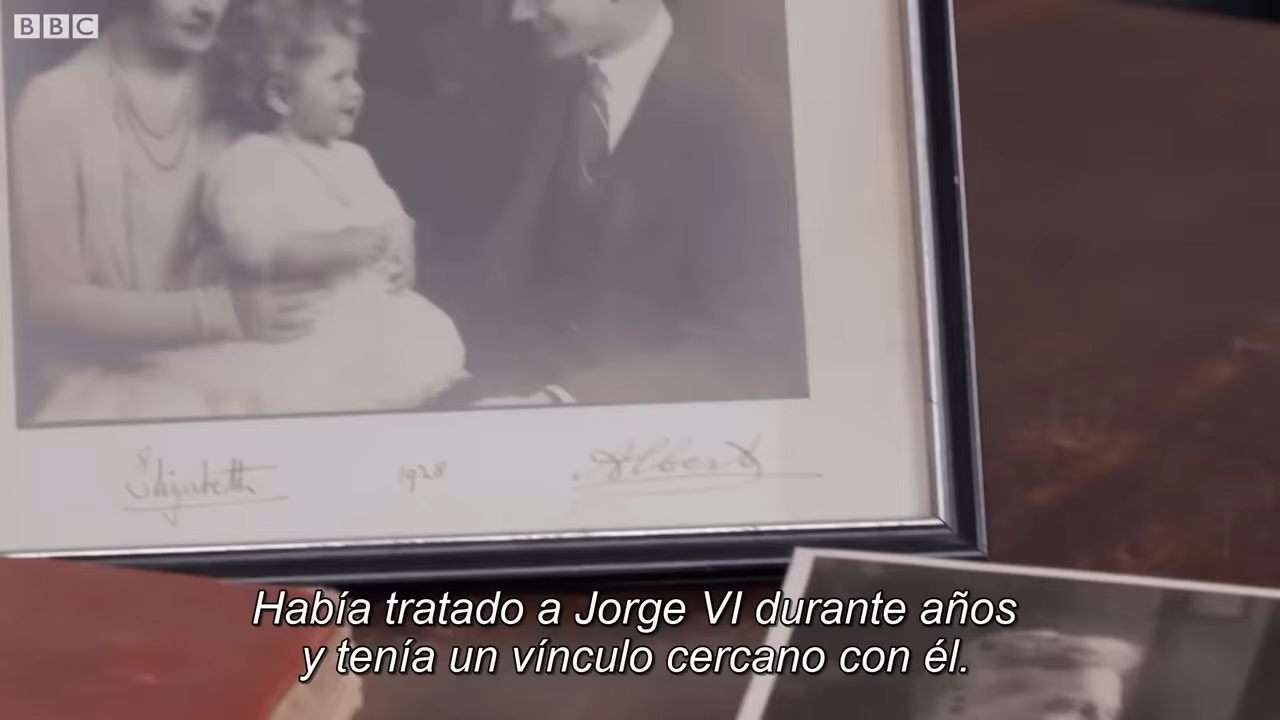 BBC
Elizabeth 1928 Albert
Había tratado a Jorge VI durante años
y tenía un vínculo cercano con él.